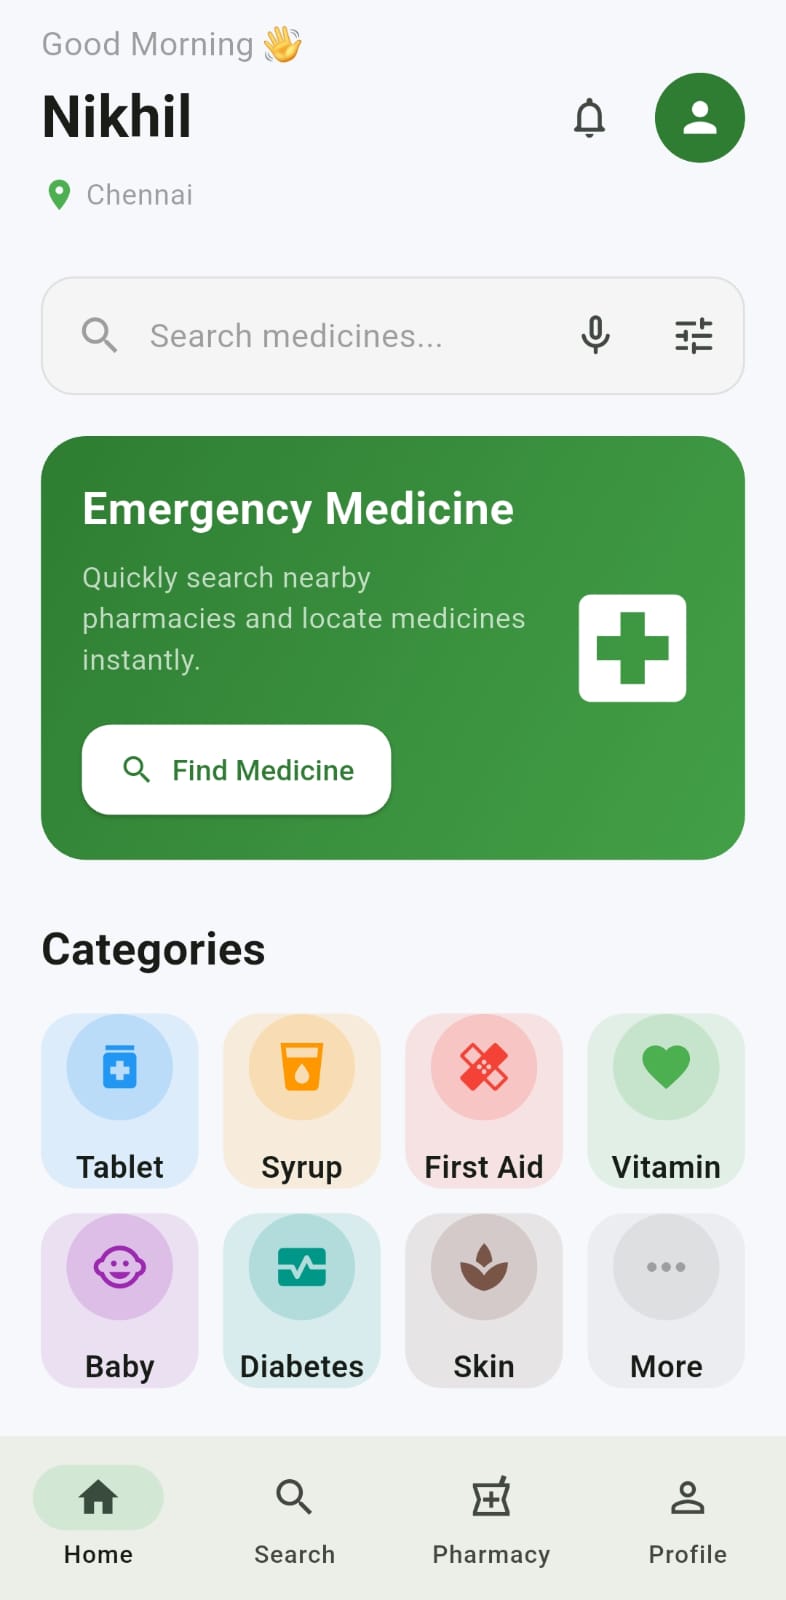 Good Morning 👋
Nikhil
Chennai
Search medicines...
Emergency Medicine
Quickly search nearby
pharmacies and locate medicines
instantly.
Find Medicine
Categories
Tablet
Syrup
First Aid
Vitamin
Baby
Diabetes
Skin
More
Home
Search
Pharmacy
Profile